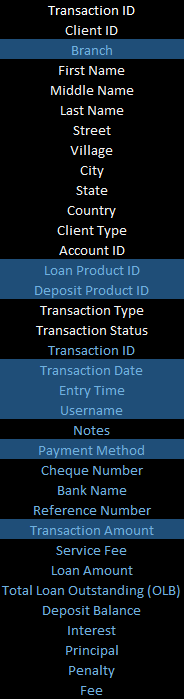 Transaction ID
Client ID
Branch
First Name
Middle Name
Last Name
Street
Village
City
State
Country
Client Type
Account ID
Loan Product ID
Deposit Product ID
Transaction Type
Transaction Status
Transaction ID
Transaction Date
Entry Time
Username
Notes
Payment Method
Cheque Number
Bank Name
Reference Number
Transaction Amount
Service Fee
Loan Amount
Total Loan Outstanding (OLB)
Deposit Balance
Interest
Principal
Penalty
Fee